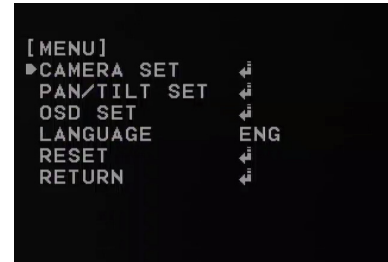 [MENU]
▶CAMERA SET ↲
PAN/TILT SET ↲
OSD SET ↲
LANGUAGE ENG
RESET ↲
RETURN ↲